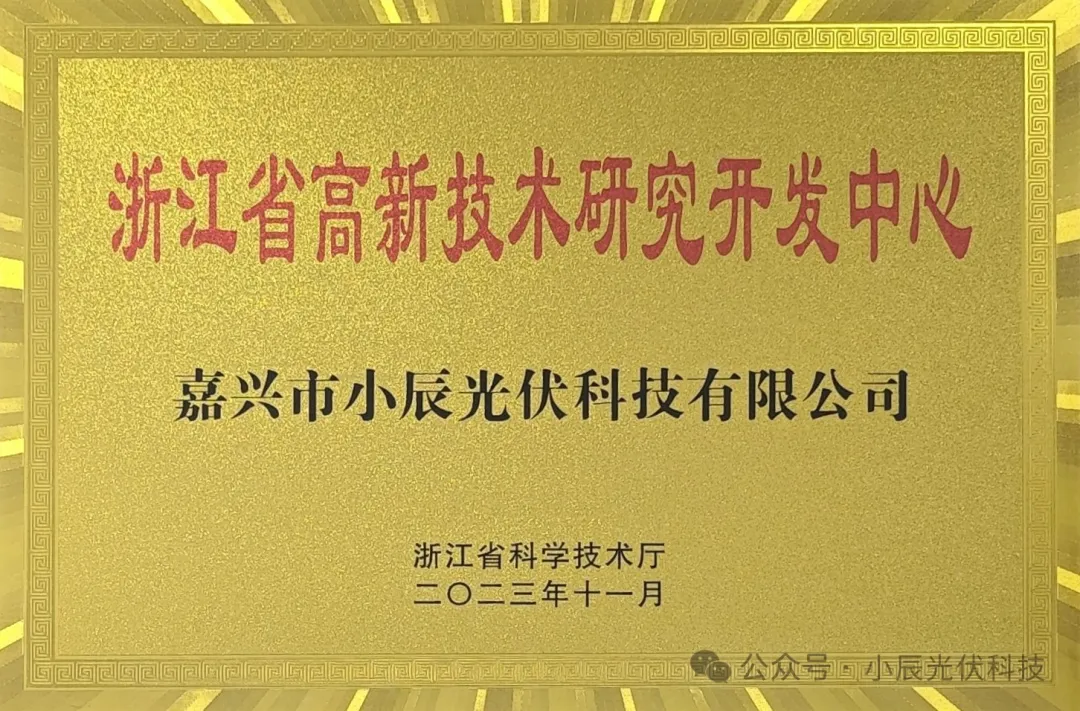 浙江省高新技术研究开发中心
嘉兴市小辰光伏科技有限公司
浙江省科学技术厅
二〇二三年十一月
公众号·小辰光伏科技